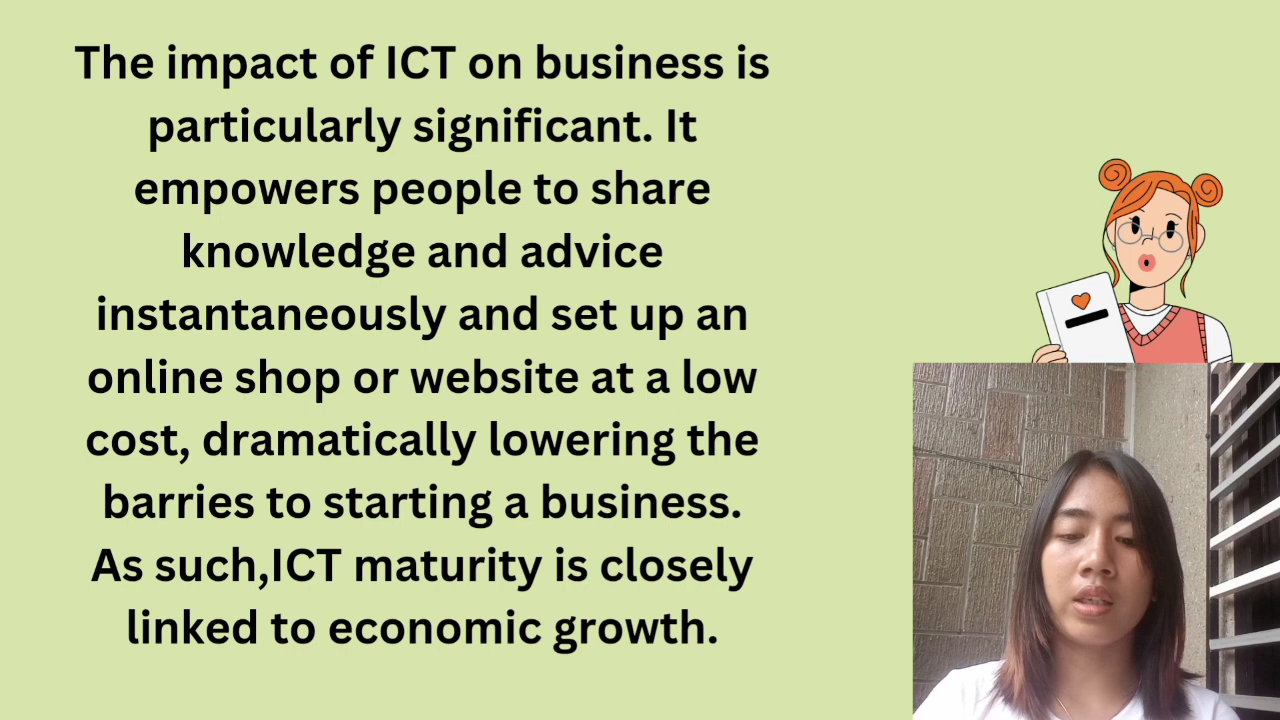 The impact of ICT on business is
particularly significant. It
empowers people to share
knowledge and advice
instantaneously and set up an
online shop or website at a low
cost, dramatically lowering the
barries to starting a business.
As such,ICT maturity is closely
linked to economic growth.